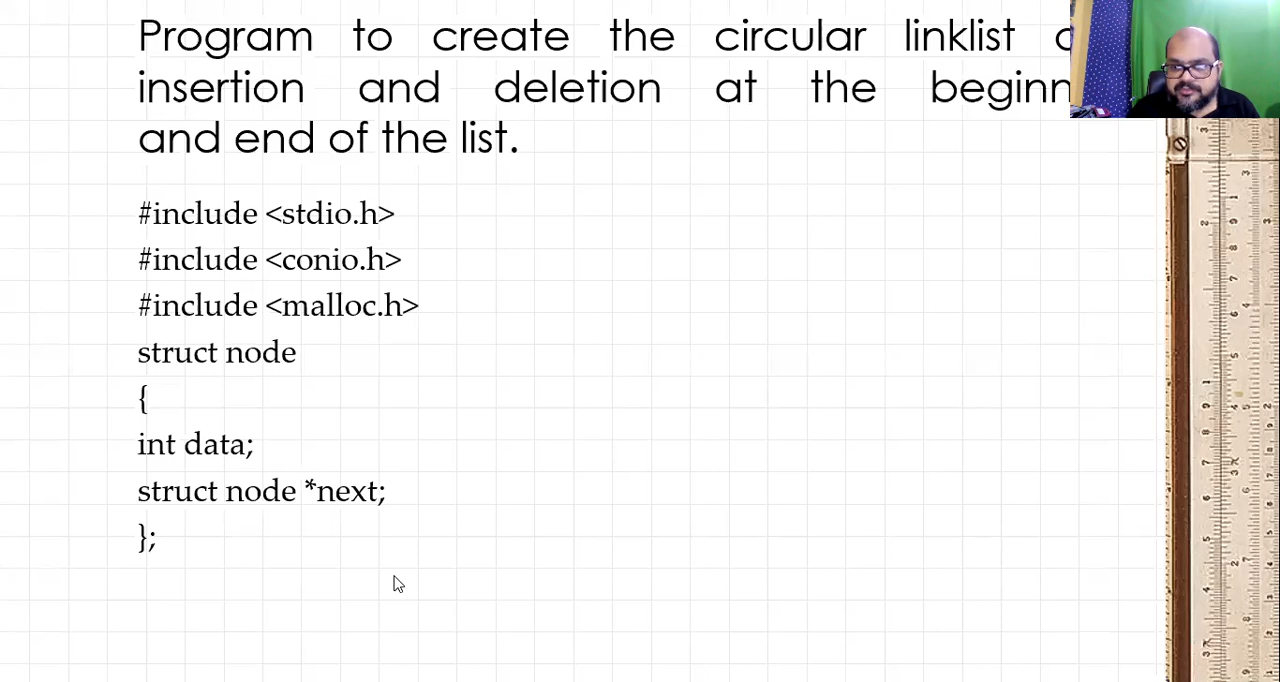 Program to create the circular linklist
insertion and deletion at the
and end of the list.
#include <stdio.h>
#include <conio.h>
#include <malloc.h>
struct node
{
int data;
struct node *next;
};